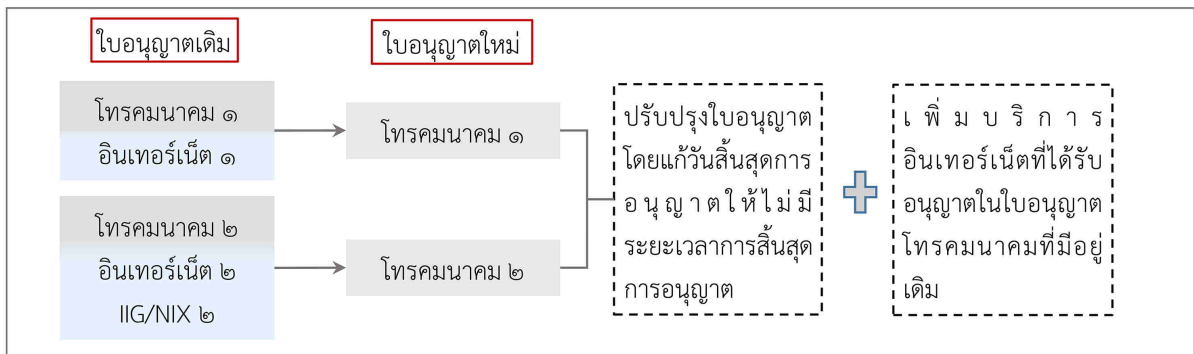 ใบอนุญาตเดิม
ใบอนุญาตใหม่
โทรคมนาคม ๑
อินเทอร์เน็ต ๑
โทรคมนาคม ๑
โทรคมนาคม ๒
อินเทอร์เน็ต ๒
IIG/NIX ๒
โทรคมนาคม ๒
ปรับปรุงใบอนุญาต
โดยแก้วันสิ้นสุดการ
อนุญาตให้ไม่มี
ระยะเวลาการสิ้นสุด
การอนุญาต
เพิ่มบริการ
อินเทอร์เน็ตที่ได้รับ
อนุญาตในใบอนุญาต
โทรคมนาคมที่มีอยู่
เดิม